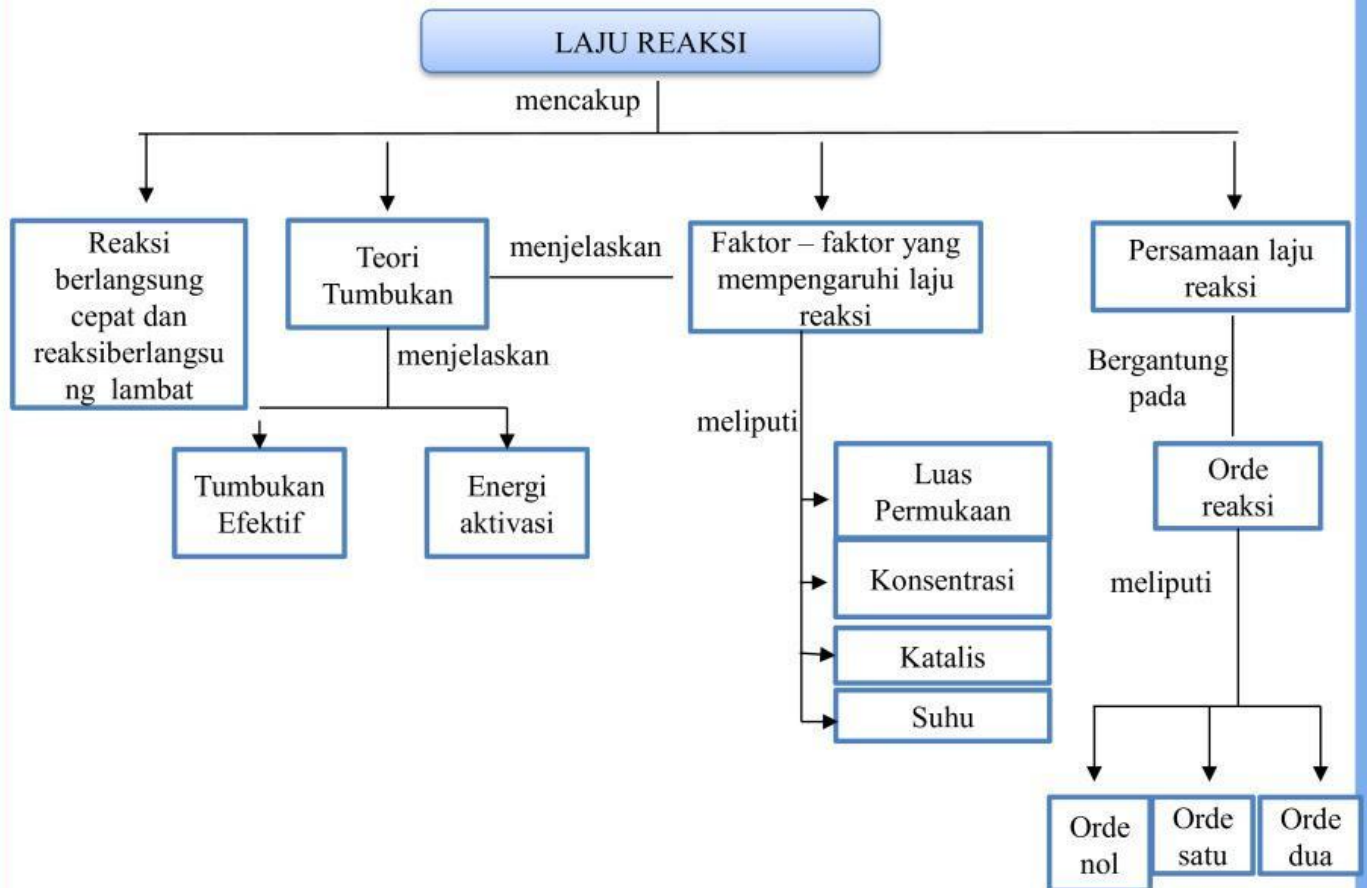 LAJU REAKSI
mencakup
Reaksi
berlangsung
cepat dan
reaksiberlangsu
ng lambat
Teori
Tumbukan
menjelaskan
Faktor – faktor yang
mempengaruhi laju
reaksi
Persamaan laju
reaksi
menjelaskan
Tumbukan
Efektif
Energi
aktivasi
meliputi
Luas
Permukaan
Konsentrasi
Katalis
Suhu
Bergantung
pada
Orde
reaksi
meliputi
Orde
nol
Orde
satu
Orde
dua